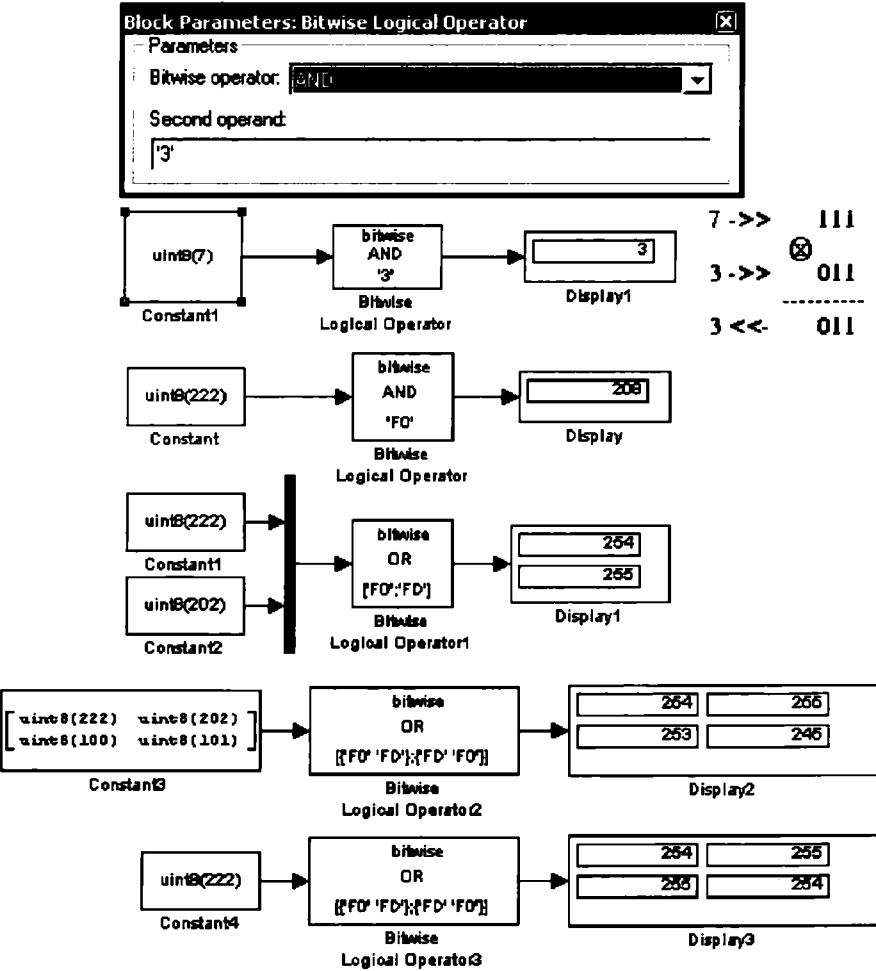 Block Parameters: Bitwise Logical Operator
Parameters
Bitwise operator: AND
Second operand:
'3'
uint8(7)
Constant1
bitwise
AND
'3'
Bitwise
Logical Operator
3
Display1
7 ->> 111
3 ->> 011
3 <<- 011
uint8(222)
Constant
bitwise
AND
'F0'
Bitwise
Logical Operator
208
Display
uint8(222)
Constant1
uint8(202)
Constant2
bitwise
OR
['F0';'FD']
Bitwise
Logical Operator1
254
255
Display1
uint8(222) uint8(202)
uint8(100) uint8(101)
Constant3
bitwise
OR
[{'F0' 'FD'};{'FD' 'F0'}]
Bitwise
Logical Operator2
254 255
253 245
Display2
uint8(222)
Constant4
bitwise
OR
[{'F0' 'FD'};{'FD' 'F0'}]
Bitwise
Logical Operator3
254 255
255 254
Display3